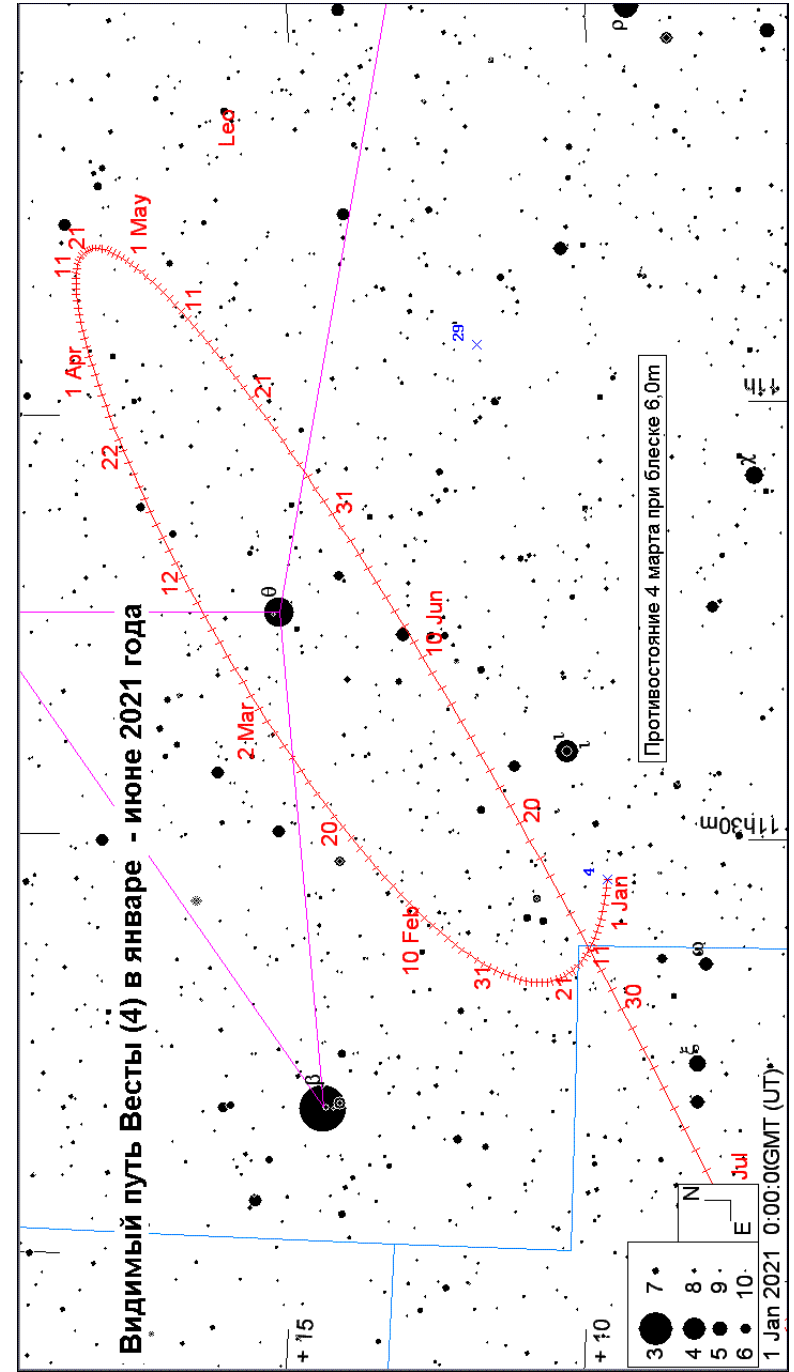 Видимый путь Весты (4) в январе - июне 2021 года
Leo
11
21
1 May
1 Apr
11
22
21
12
31
2 Mar
10 Jun
20
20
10 Feb
31
21
11
1 Jan
30
Jul
29
4
β
θ
ι
ι
χ
ρ
ω
ξ
+15
+10
11h
11h30m
Противостояние 4 марта при блеске 6,0m
N
E
3 7
4 8
5 9
6 10
1 Jan 2021 0:00:0(GMT (UT)